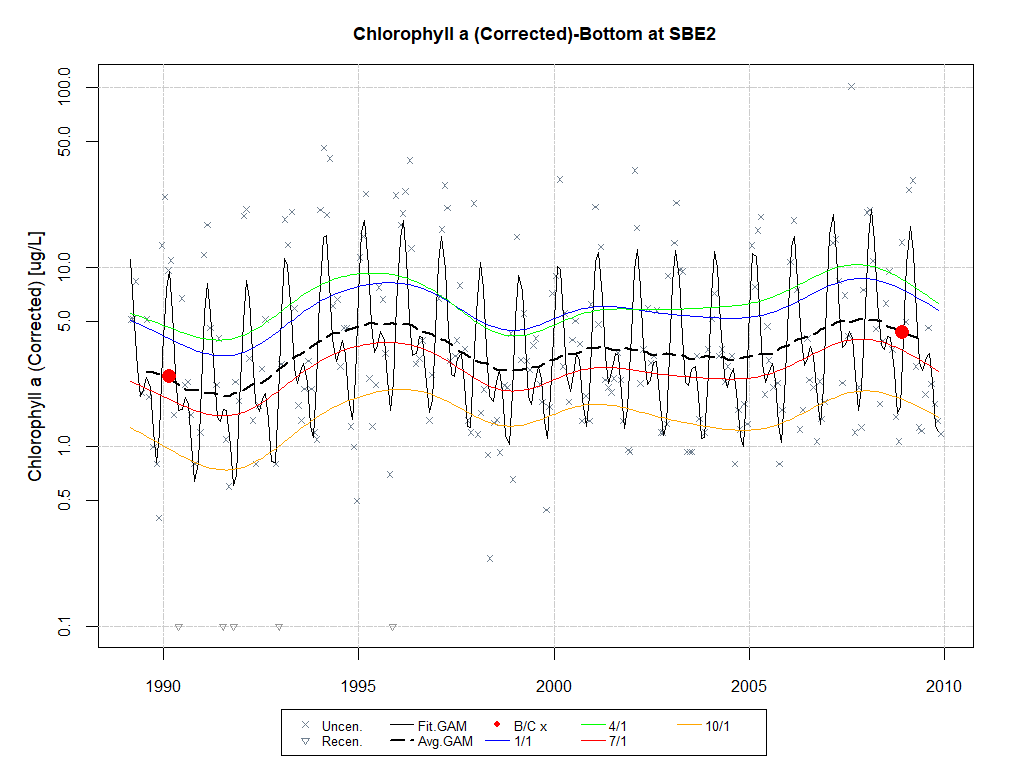 Chlorophyll a (Corrected)-Bottom at SBE2
Chlorophyll a (Corrected) [ug/L]
100.0
50.0
10.0
5.0
1.0
0.5
0.1
1990 1995 2000 2005 2010
Uncen. Fit.GAM B/C x 4/1 10/1
Recen. Avg.GAM 1/1 7/1